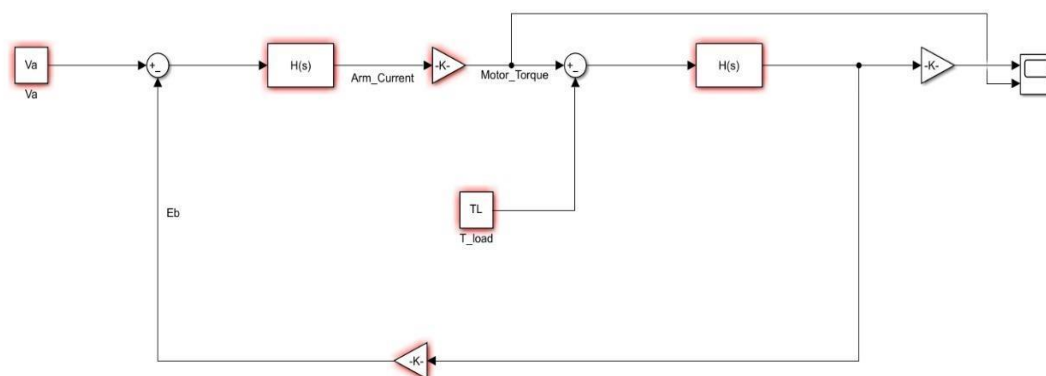 Va
Va
+
−
H(s)
Arm_Current
-K-
Motor_Torque
+
−
H(s)
-K-
Eb
TL
T_load
-K-